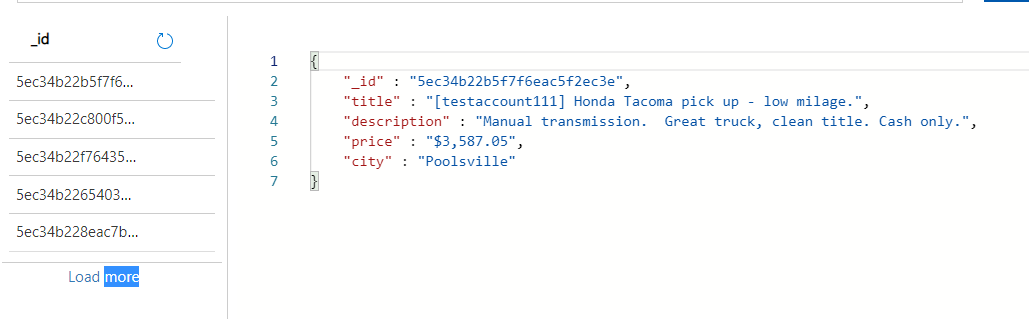 _id
5ec34b22b5f7f6...
5ec34b22c800f5...
5ec34b22f76435...
5ec34b2265403...
5ec34b228eac7b...
Load more
1 {
2 "_id" : "5ec34b22b5f7f6eac5f2ec3e",
3 "title" : "[testaccount111] Honda Tacoma pick up - low milage.",
4 "description" : "Manual transmission.  Great truck, clean title. Cash only.",
5 "price" : "$3,587.05",
6 "city" : "Poolsville"
7 }